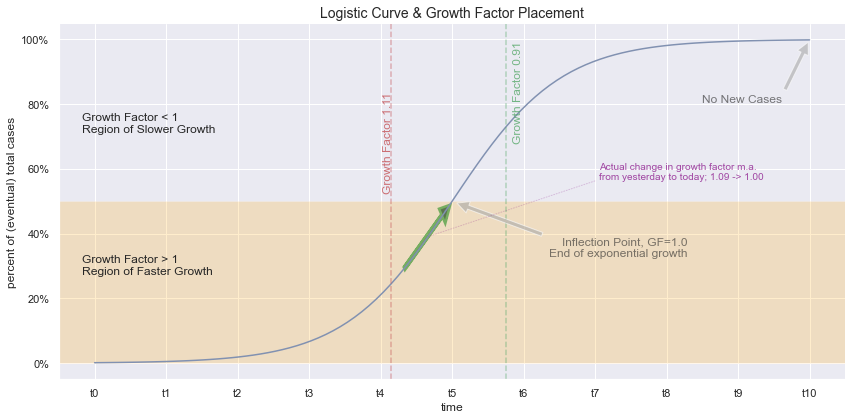 Logistic Curve & Growth Factor Placement
100%
80%
60%
40%
20%
0%
percent of (eventual) total cases
Growth Factor < 1
Region of Slower Growth
Growth Factor > 1
Region of Faster Growth
Growth Factor 1.11
Growth Factor 0.91
No New Cases
Actual change in growth factor m.a.
from yesterday to today; 1.09 -> 1.00
Inflection Point, GF=1.0
End of exponential growth
t0 t1 t2 t3 t4 t5 t6 t7 t8 t9 t10
time